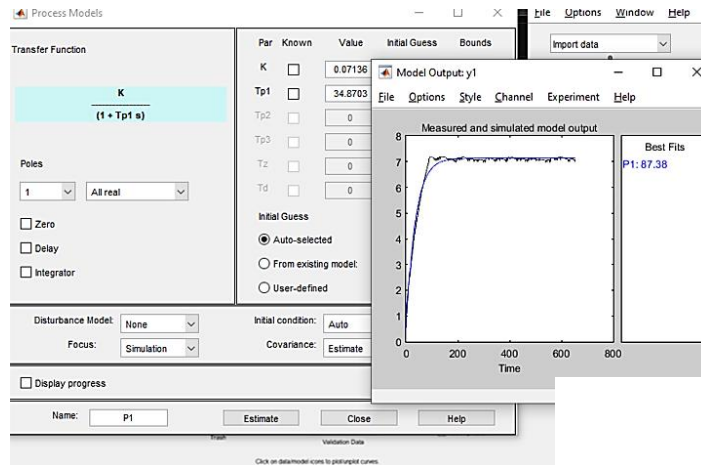 Process Models
Transfer Function
K
(1 + Tp1 s)
Poles
1 All real
Zero
Delay
Integrator
Par Known Value Initial Guess Bounds
K 0.07136
Tp1 34.8703
Tp2 0
Tp3 0
Tz 0
Td 0
Initial Guess
Auto-selected
From existing model:
User-defined
Disturbance Model: None
Initial condition: Auto
Focus: Simulation
Covariance: Estimate
Display progress
Name: P1 Estimate Close Help
File Options Window Help
Import data
Model Output: y1
File Options Style Channel Experiment Help
Measured and simulated model output
8
7
6
5
4
3
2
1
0
0 200 400 600 800
Time
Best Fits
P1: 87.38
Trash
Validation Data
Click on data/model icons to plot/unplot curves.